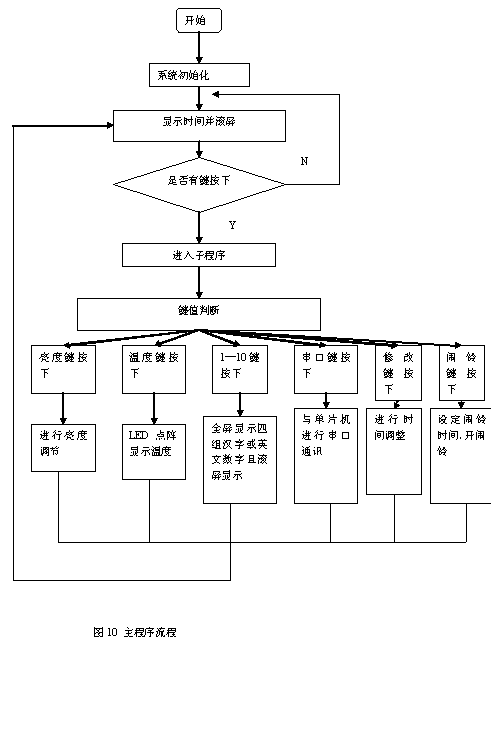 开始
系统初始化
显示时间并滚屏
是否有键按下
N
Y
进入子程序
键值判断
亮度键按
下
温度键按
下
1—10键
按下
串口键按
下
修改
键按
下
闹铃
键按
下
进行亮度
调节
LED 点阵
显示温度
全屏显示四
组汉字或英
文数字且滚
屏显示
与单片机
进行串口
通识
进行时
间调整
设定闹铃
时间,开闹
铃
图10 主程序流程